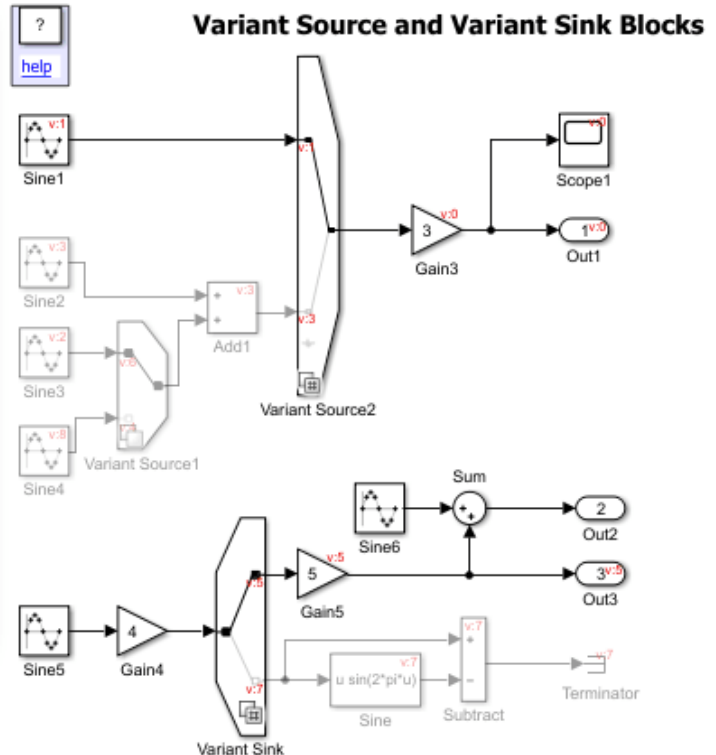 ?
help
Variant Source and Variant Sink Blocks
v:1
Sine1
v:1
v:0
Scope1
v:0
3
Gain3
1
v:0
Out1
v:3
Sine2
v:3
+
+
Add1
v:3
v:2
Sine3
Variant Source1
v:8
Sine4
Variant Source2
Sum
Sine6
2
Out2
v:5
v:5
5
Gain5
3
v:5
Out3
Sine5
4
Gain4
v:7
v:7
u sin(2*pi*u)
Sine
v:7
+
−
Subtract
v:7
Terminator
Variant Sink